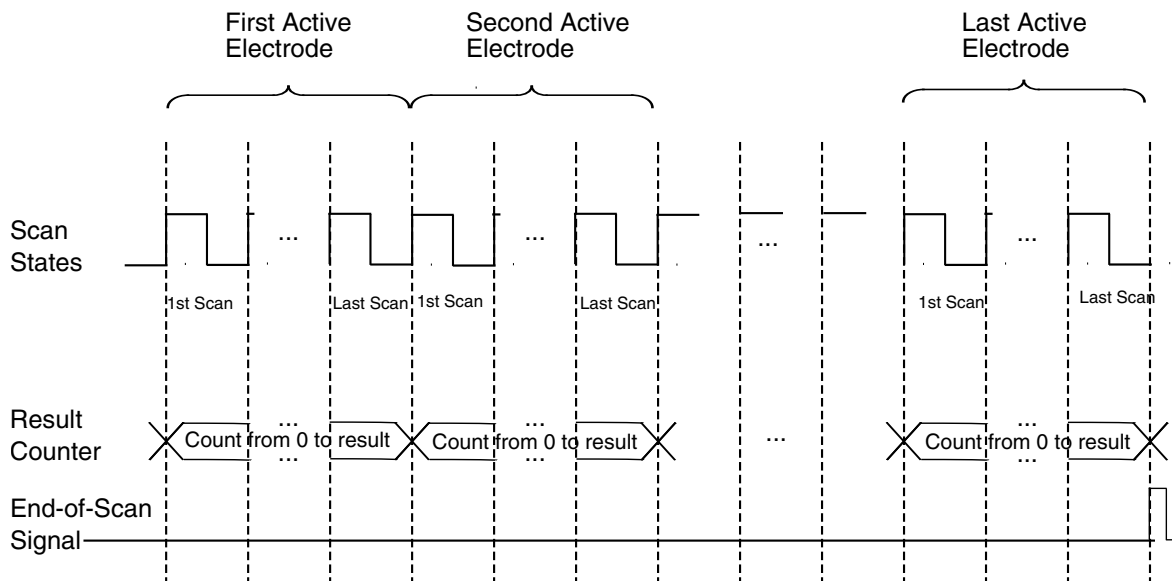 First Active
Electrode
Second Active
Electrode
Last Active
Electrode
Scan
States
...
...
...
...
...
1st Scan
Last Scan
1st Scan
Last Scan
1st Scan
Last Scan
Result
Counter
...
Count from 0 to result
...
...
Count from 0 to result
...
...
...
Count from 0 to result
...
End-of-Scan
Signal